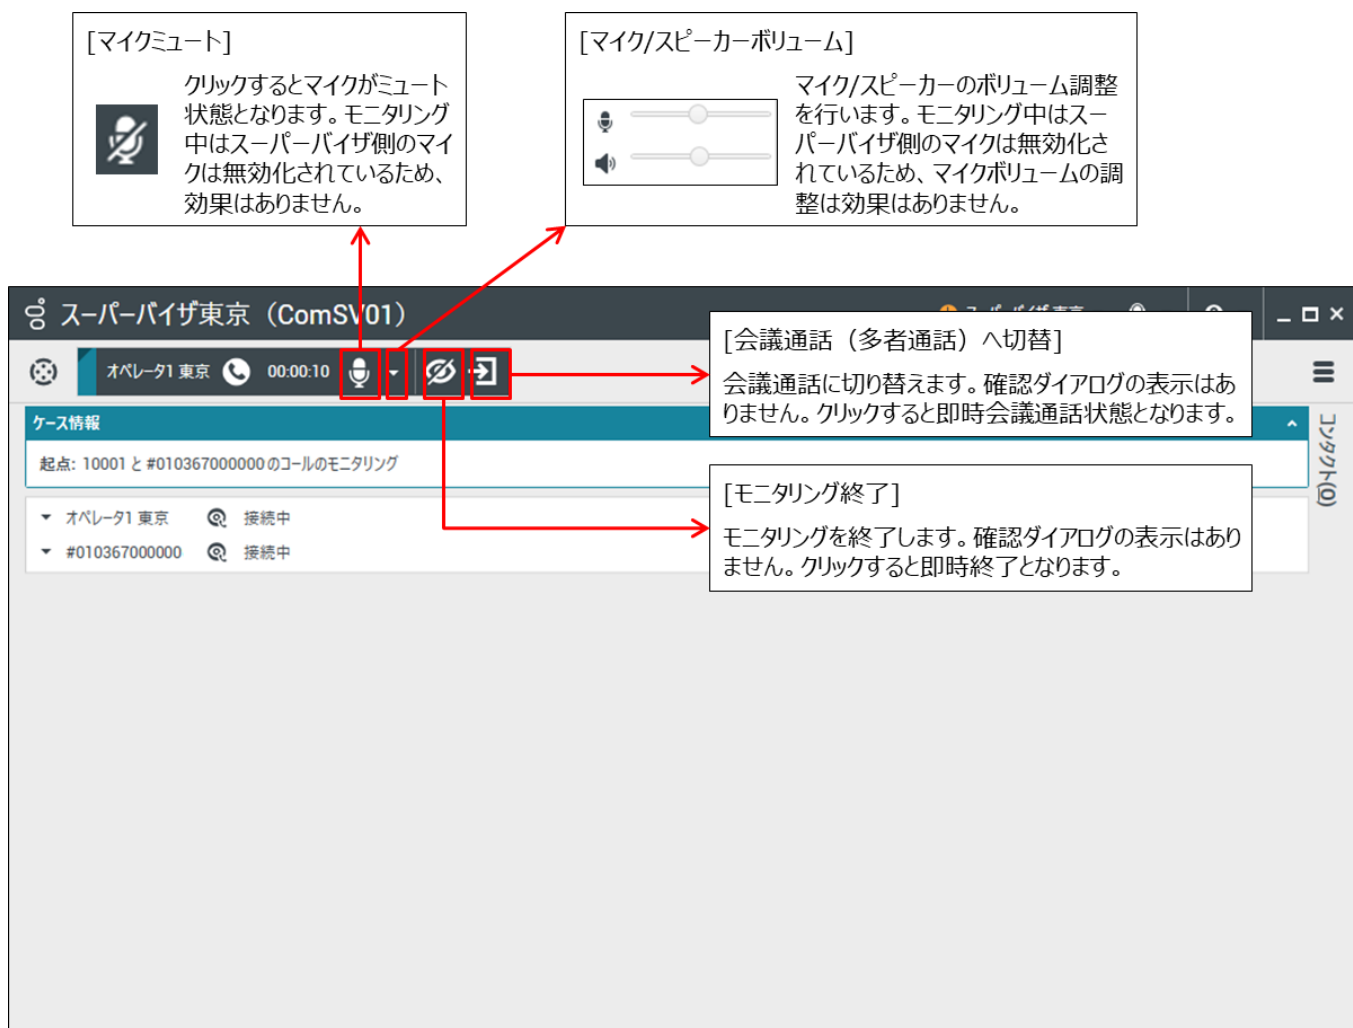 [マイクミュート]
クリックするとマイクがミュート
状態となります。モニタリング
中はスーパーバイザ側のマイ
クは無効化されているため、
効果はありません。
[マイク/スピーカーボリューム]
マイク/スピーカーのボリューム調整
を行います。モニタリング中はスー
パーバイザ側のマイクは無効化さ
れているため、マイクボリュームの調
整は効果はありません。
スーパーバイザ東京（ComSV01）
オペレータ1 東京 00:00:10
[会議通話（多者通話）へ切替]
会議通話に切り替えます。確認ダイアログの表示はあ
りません。クリックすると即時会議通話状態となります。
ケース情報
起点: 10001 と #010367000000 のコールのモニタリング
コンタクト(O)
[モニタリング終了]
モニタリングを終了します。確認ダイアログの表示はあり
ません。クリックすると即時終了となります。
オペレータ1 東京 接続中
#010367000000 接続中